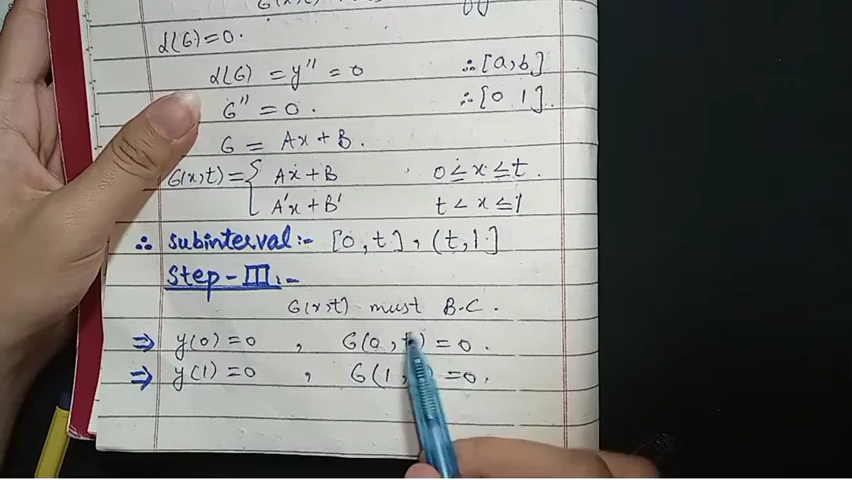 L(G)=0.
L(G) = y'' = 0 ∴[a,b]
G'' = 0. ∴[0 1].
G = Ax + B.
G(x,t) = { Ax + B , 0 ≤ x ≤ t.
A'x + B' t < x ≤ 1
∴ subinterval:- [0,t], (t,1]
Step-III:-
G(x,t) must B.C.
⇒ y(0)=0 , G(0, =0.
⇒ y(1)=0 , G(1, =0.